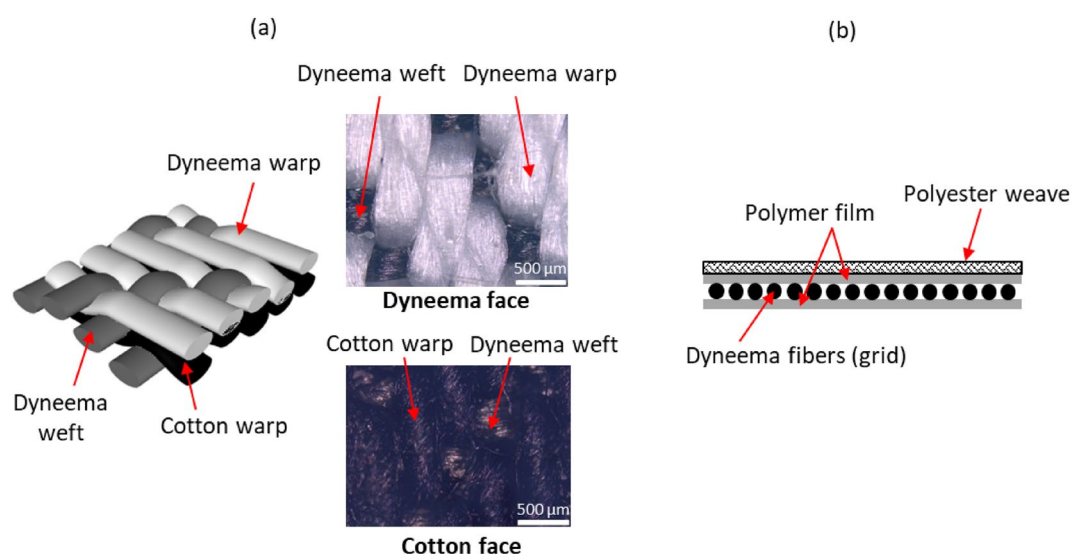 (a)
Dyneema weft
Dyneema warp
Dyneema warp
500 μm
Dyneema face
Dyneema
weft
Cotton warp
Cotton warp
Dyneema weft
500 μm
Cotton face
(b)
Polyester weave
Polymer film
Dyneema fibers (grid)